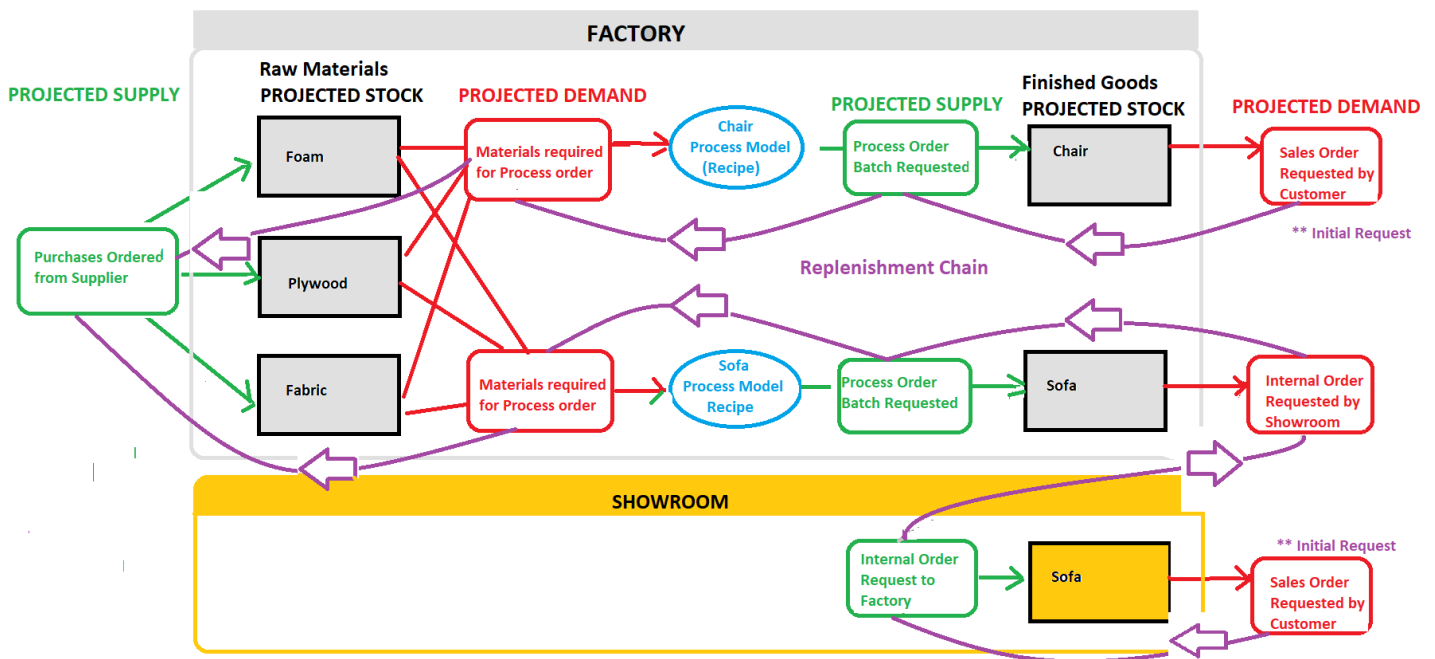 FACTORY
Raw Materials
PROJECTED STOCK
PROJECTED SUPPLY
PROJECTED DEMAND
PROJECTED SUPPLY
Finished Goods
PROJECTED STOCK
PROJECTED DEMAND
Foam
Materials required
for Process order
Chair
Process Model
(Recipe)
Process Order
Batch Requested
Chair
Sales Order
Requested by
Customer
** Initial Request
Purchases Ordered
from Supplier
Plywood
Replenishment Chain
Fabric
Materials required
for Process order
Sofa
Process Model
Recipe
Process Order
Batch Requested
Sofa
Internal Order
Requested by
Showroom
SHOWROOM
Internal Order
Request to
Factory
Sofa
** Initial Request
Sales Order
Requested by
Customer